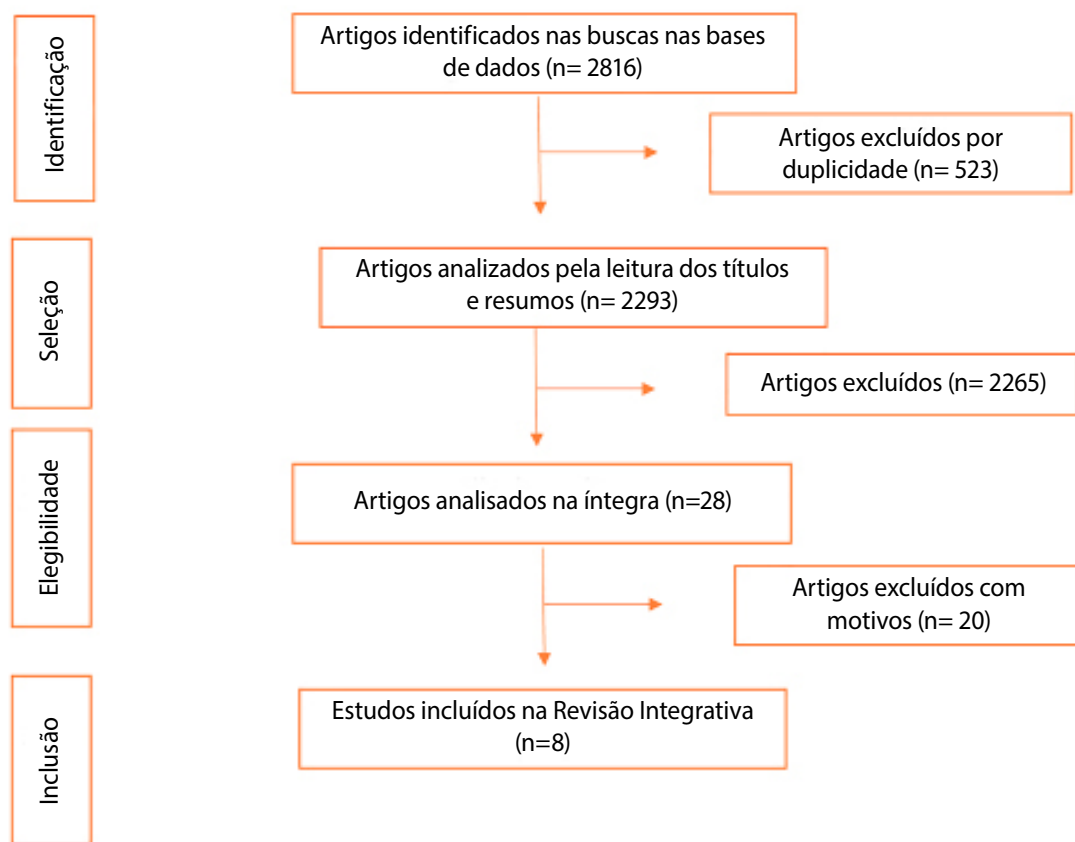 Identificação
Artigos identificados nas buscas nas bases
de dados (n= 2816)
Artigos excluídos por
duplicidade (n= 523)
Seleção
Artigos analizados pela leitura dos títulos
e resumos (n= 2293)
Artigos excluídos (n= 2265)
Elegibilidade
Artigos analisados na íntegra (n=28)
Artigos excluídos com
motivos (n= 20)
Inclusão
Estudos incluídos na Revisão Integrativa
(n=8)